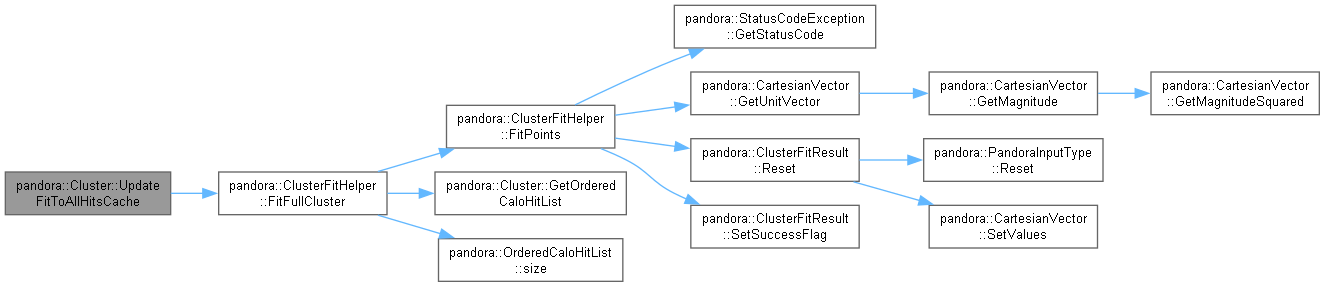 pandora::Cluster::Update
FitToAllHitsCache
pandora::ClusterFitHelper
::FitFullCluster
pandora::ClusterFitHelper
::FitPoints
pandora::Cluster::GetOrdered
CaloHitList
pandora::OrderedCaloHitList
::size
pandora::StatusCodeException
::GetStatusCode
pandora::CartesianVector
::GetUnitVector
pandora::ClusterFitResult
::Reset
pandora::ClusterFitResult
::SetSuccessFlag
pandora::CartesianVector
::GetMagnitude
pandora::PandoraInputType
::Reset
pandora::CartesianVector
::SetValues
pandora::CartesianVector
::GetMagnitudeSquared